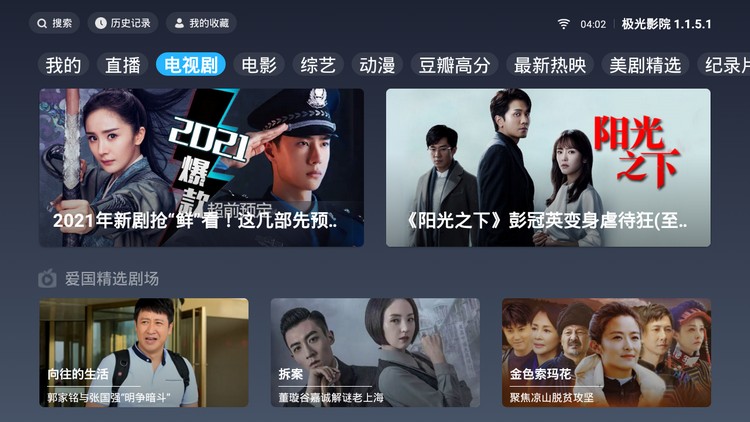 搜索
历史记录
我的收藏
04:02
极光影院 1.1.5.1
我的
直播
电视剧
电影
综艺
动漫
豆瓣高分
最新热映
美剧精选
纪录片
2021
爆款
超前预定
2021年新剧抢“鲜”看！这几部先预..
阳光
之下
《阳光之下》彭冠英变身虐待狂(至..
爱国精选剧场
向往的生活
郭家铭与张国强“明争暗斗”
拆案
董璇谷嘉诚解谜老上海
金色索玛花
聚焦凉山脱贫攻坚